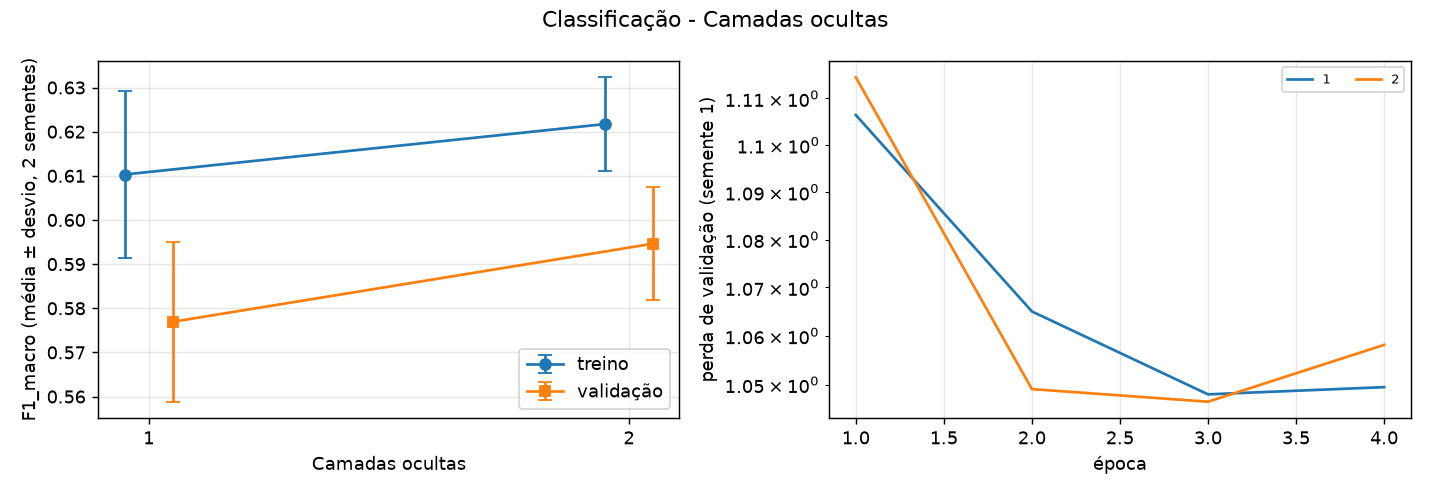 Classificação - Camadas ocultas
F1_macro (média ± desvio, 2 sementes)
0.63
0.62
0.61
0.60
0.59
0.58
0.57
0.56
treino
validação
1 2
Camadas ocultas
perda de validação (semente 1)
1.11 × 10⁰
1.1 × 10⁰
1.09 × 10⁰
1.08 × 10⁰
1.07 × 10⁰
1.06 × 10⁰
1.05 × 10⁰
1 2
1.0 1.5 2.0 2.5 3.0 3.5 4.0
época